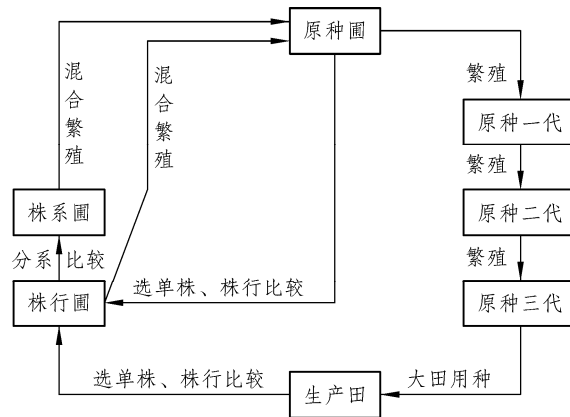 原种圃
混合繁殖
混合繁殖
繁殖
原种一代
繁殖
株系圃
原种二代
分系比较
繁殖
株行圃
选单株、株行比较
原种三代
选单株、株行比较
生产田
大田用种